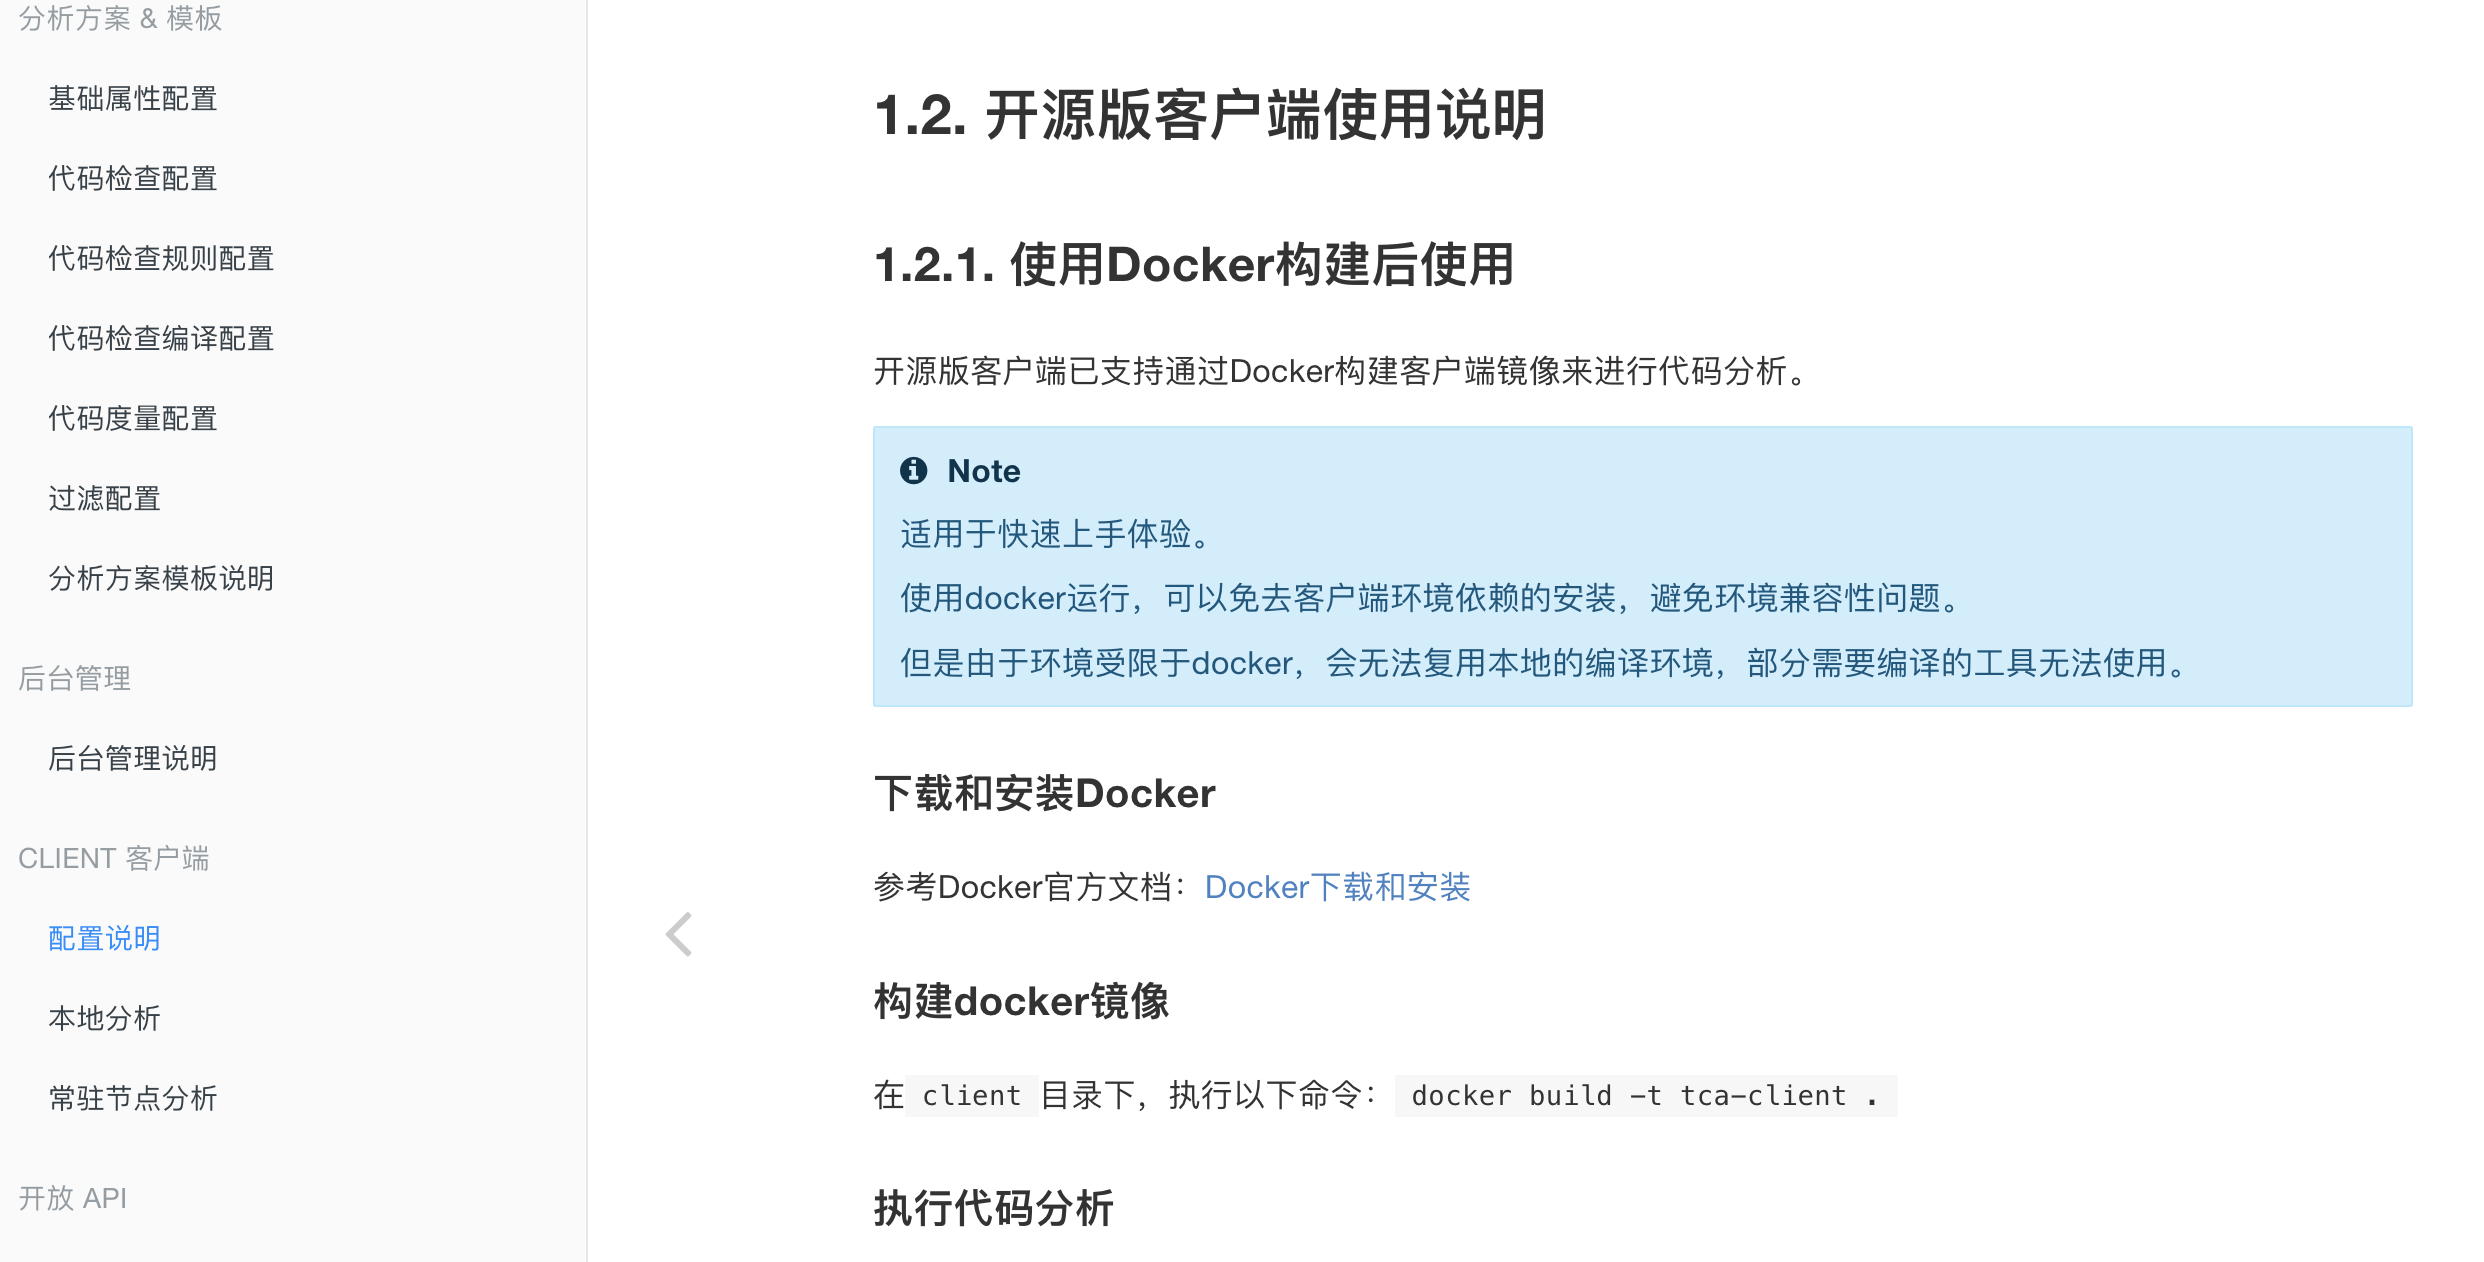 分析方案 & 模板
基础属性配置
代码检查配置
代码检查规则配置
代码检查编译配置
代码度量配置
过滤配置
分析方案模板说明
后台管理
后台管理说明
CLIENT 客户端
配置说明
本地分析
常驻节点分析
开放 API
1.2. 开源版客户端使用说明
1.2.1. 使用Docker构建后使用
开源版客户端已支持通过Docker构建客户端镜像来进行代码分析。
Note
适用于快速上手体验。
使用docker运行，可以免去客户端环境依赖的安装，避免环境兼容性问题。
但是由于环境受限于docker，会无法复用本地的编译环境，部分需要编译的工具无法使用。
下载和安装Docker
参考Docker官方文档：Docker下载和安装
构建docker镜像
在 client 目录下，执行以下命令： docker build -t tca-client .
执行代码分析